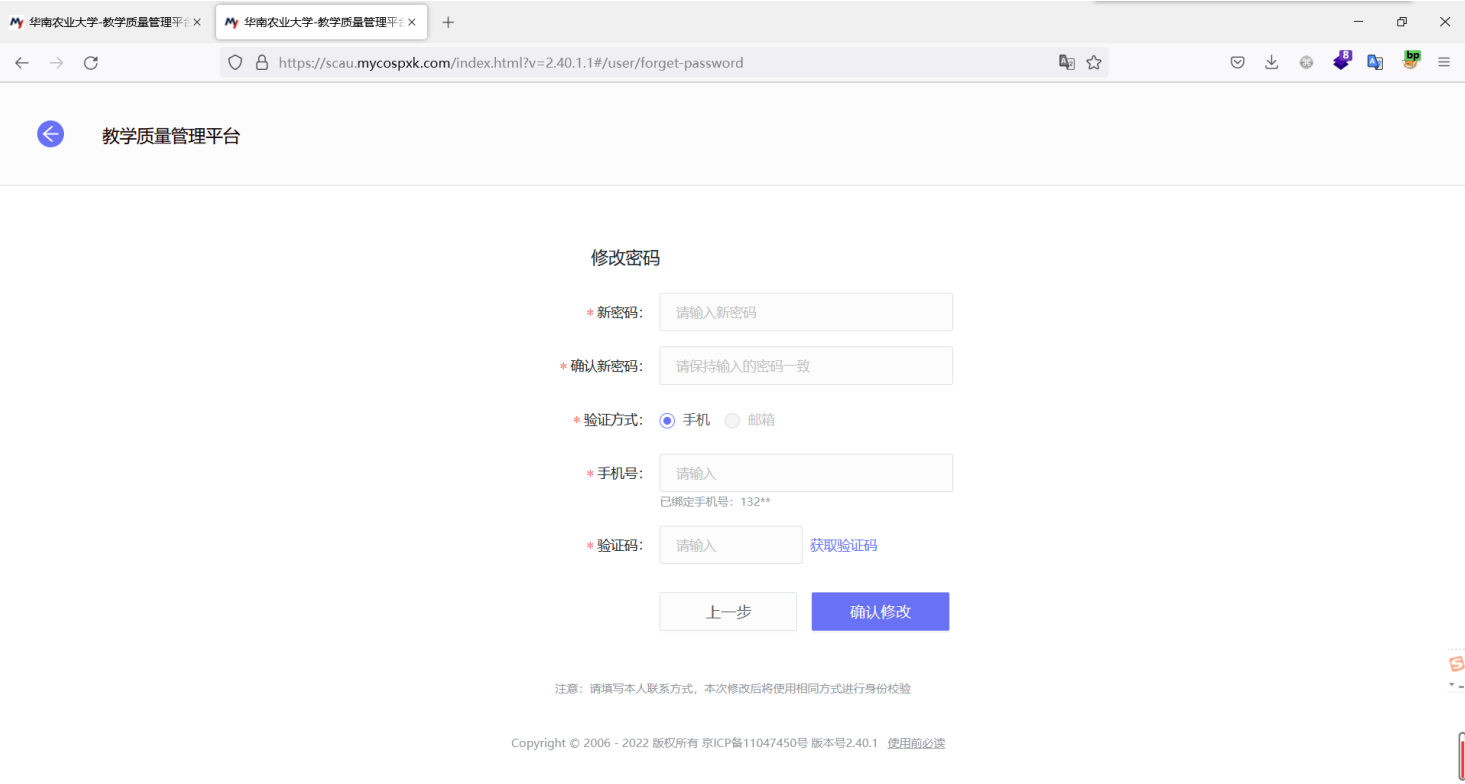 华南农业大学-教学质量管理平台 华南农业大学-教学质量管理平台
https://scau.mycospxk.com/index.html?v=2.40.1.1#/user/forget-password
8
bp
教学质量管理平台
修改密码
* 新密码： 请输入新密码
* 确认新密码： 请保持输入的密码一致
* 验证方式： 手机 邮箱
* 手机号： 请输入
已绑定手机号：132**
* 验证码： 请输入 获取验证码
上一步 确认修改
注意：请填写本人联系方式，本次修改后将使用相同方式进行身份校验
Copyright © 2006 - 2022 版权所有 京ICP备11047450号 版本号2.40.1 使用前必读